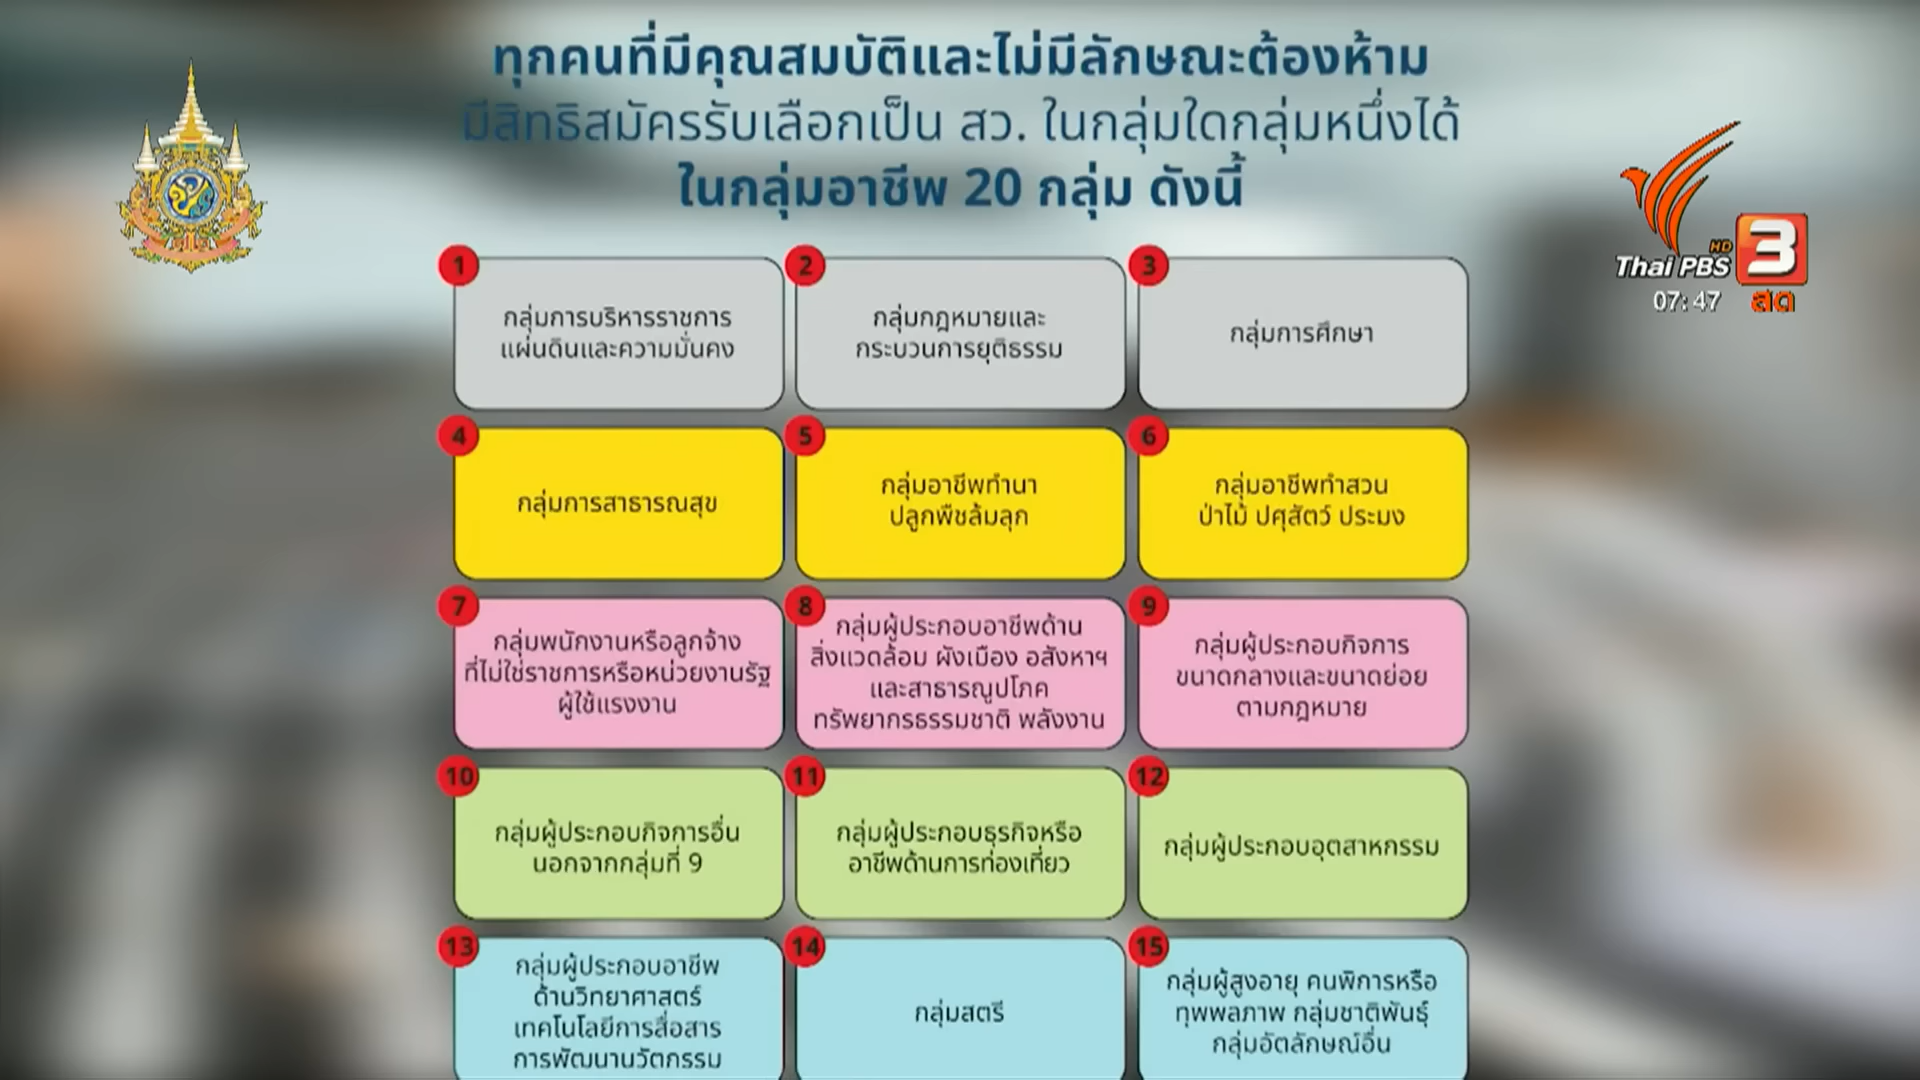 ทุกคนที่มีคุณสมบัติและไม่มีลักษณะต้องห้าม
มีสิทธิสมัครรับเลือกเป็น สว. ในกลุ่มใดกลุ่มหนึ่งได้
ในกลุ่มอาชีพ 20 กลุ่ม ดังนี้
HD
Thai PBS 3
07:47 สด
1
กลุ่มการบริหารราชการ
แผ่นดินและความมั่นคง
2
กลุ่มกฎหมายและ
กระบวนการยุติธรรม
3
กลุ่มการศึกษา
4
กลุ่มการสาธารณสุข
5
กลุ่มอาชีพทำนา
ปลูกพืชล้มลุก
6
กลุ่มอาชีพทำสวน
ป่าไม้ ปศุสัตว์ ประมง
7
กลุ่มพนักงานหรือลูกจ้าง
ที่ไม่ใช่ราชการหรือหน่วยงานรัฐ
ผู้ใช้แรงงาน
8
กลุ่มผู้ประกอบอาชีพด้าน
สิ่งแวดล้อม ผังเมือง อสังหาฯ
และสาธารณูปโภค
ทรัพยากรธรรมชาติ พลังงาน
9
กลุ่มผู้ประกอบกิจการ
ขนาดกลางและขนาดย่อย
ตามกฎหมาย
10
กลุ่มผู้ประกอบกิจการอื่น
นอกจากกลุ่มที่ 9
11
กลุ่มผู้ประกอบธุรกิจหรือ
อาชีพด้านการท่องเที่ยว
12
กลุ่มผู้ประกอบอุตสาหกรรม
13
กลุ่มผู้ประกอบอาชีพ
ด้านวิทยาศาสตร์
เทคโนโลยีการสื่อสาร
การพัฒนานวัตกรรม
14
กลุ่มสตรี
15
กลุ่มผู้สูงอายุ คนพิการหรือ
ทุพพลภาพ กลุ่มชาติพันธุ์
กลุ่มอัตลักษณ์อื่น